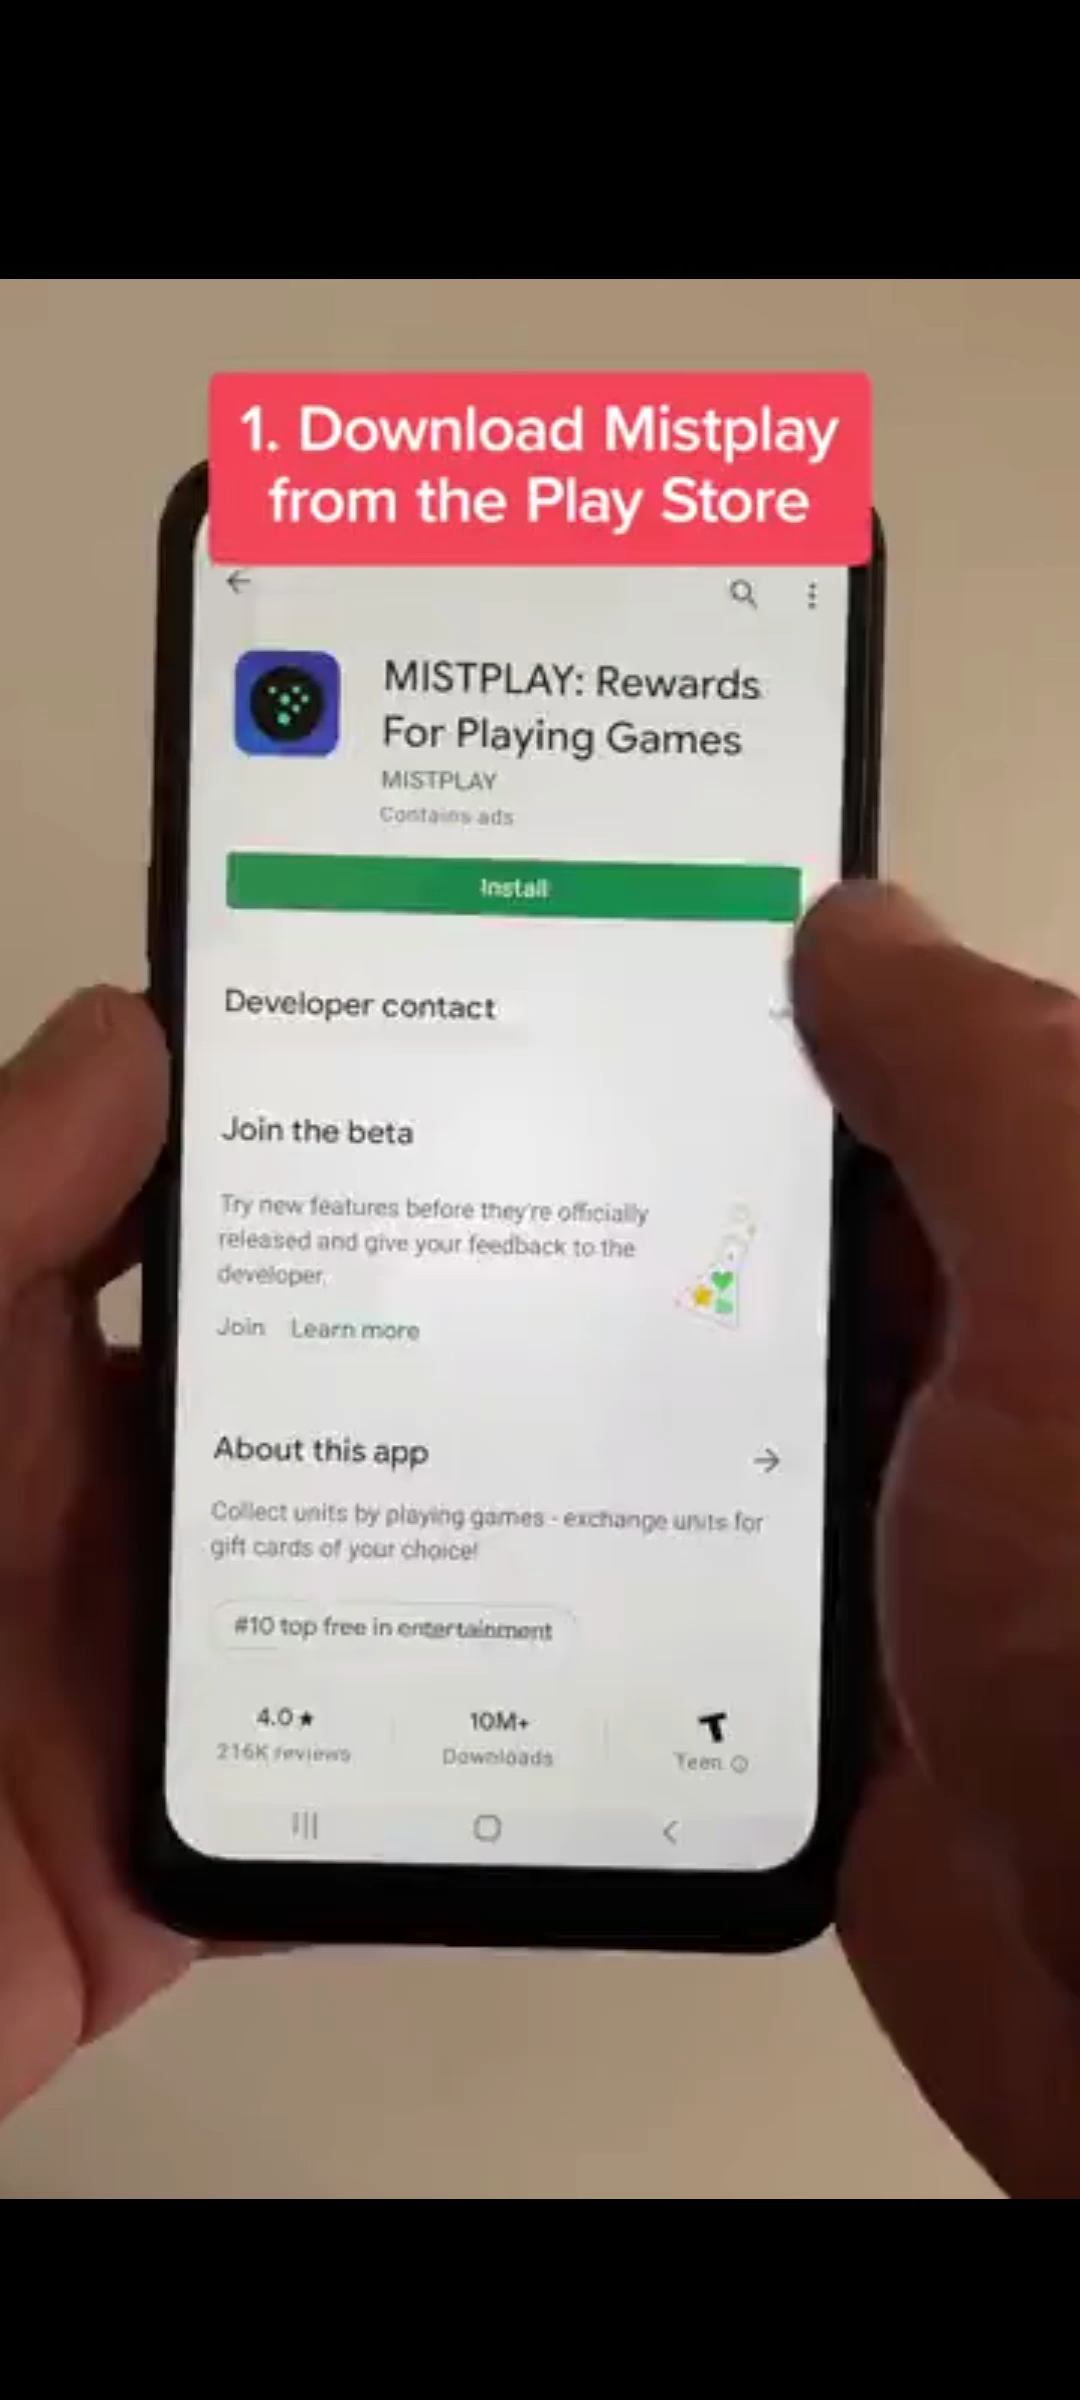 1. Download Mistplay
from the Play Store
MISTPLAY: Rewards
For Playing Games
MISTPLAY
Contains ads
Install
Developer contact
Join the beta
Try new features before they're officially
released and give your feedback to the
developer.
Join Learn more
About this app
Collect units by playing games - exchange units for
gift cards of your choice!
#10 top free in entertainment
4.0 ★ 10M+ T
216K reviews Downloads Teen